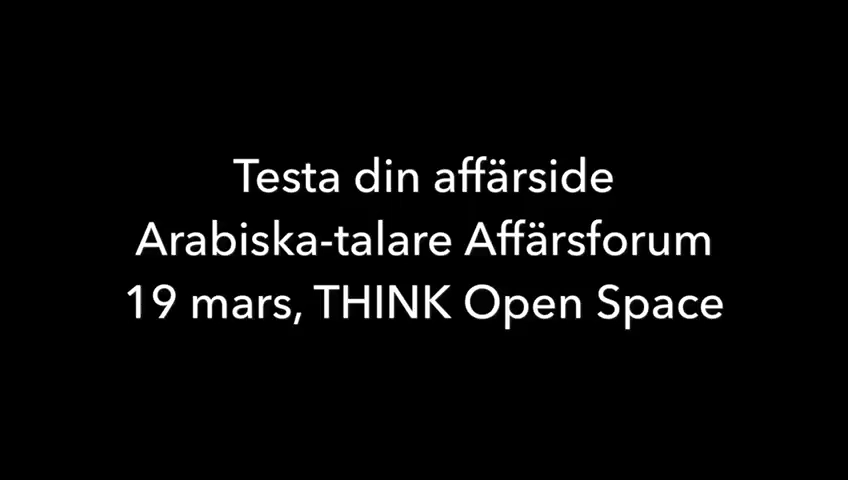 Testa din affärside
Arabiska-talare Affärsforum
19 mars, THINK Open Space